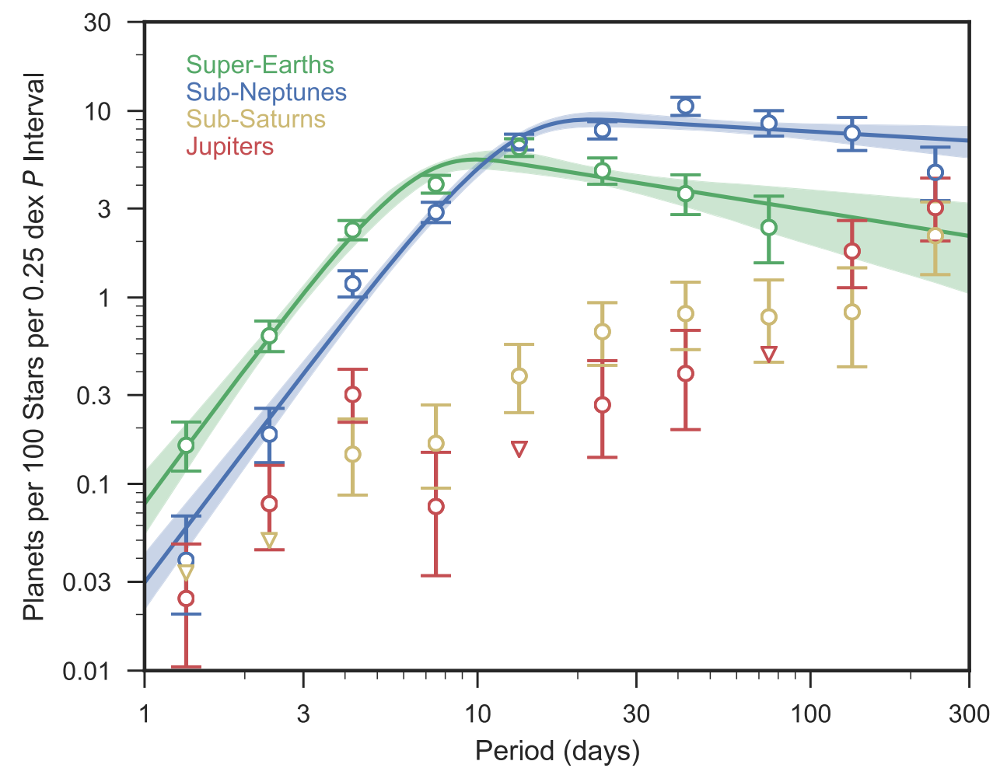 Planets per 100 Stars per 0.25 dex P Interval
30
10
3
1
0.3
0.1
0.03
0.01
Super-Earths
Sub-Neptunes
Sub-Saturns
Jupiters
1
3
10
30
100
300
Period (days)